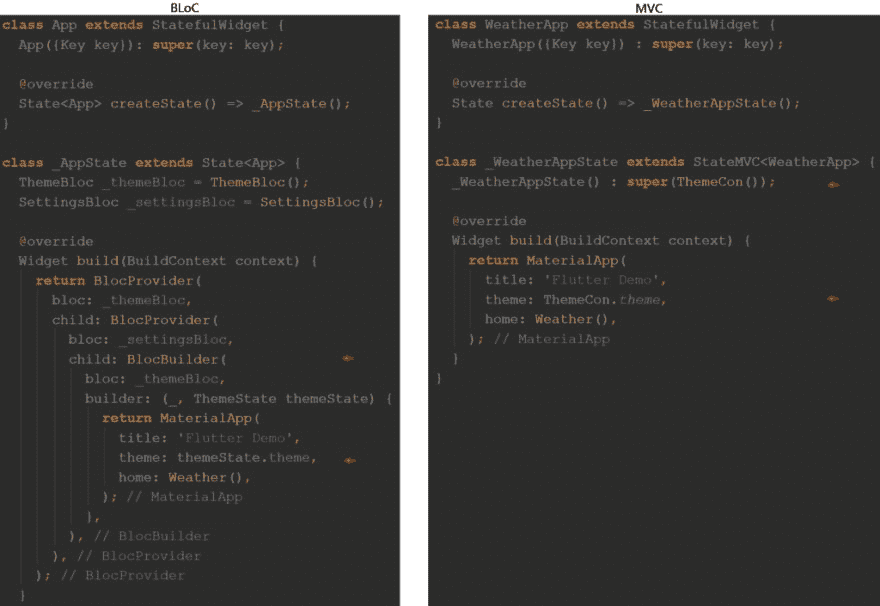 BLoC
class App extends StatefulWidget {
  App({Key key}): super(key: key);

  @override
  State<App> createState() => _AppState();
}

class _AppState extends State<App> {
  ThemeBloc _themeBloc = ThemeBloc();
  SettingsBloc _settingsBloc = SettingsBloc();

  @override
  Widget build(BuildContext context) {
    return BlocProvider(
      bloc: _themeBloc,
      child: BlocProvider(
        bloc: _settingsBloc,
        child: BlocBuilder(
          bloc: _themeBloc,
          builder: (_, ThemeState themeState) {
            return MaterialApp(
              title: 'Flutter Demo',
              theme: themeState.theme,
              home: Weather(),
            ); // MaterialApp
          },
        ), // BlocBuilder
      ), // BlocProvider
    ); // BlocProvider
  }
MVC
class WeatherApp extends StatefulWidget {
  WeatherApp({Key key}) : super(key: key);

  @override
  State createState() => _WeatherAppState();
}

class _WeatherAppState extends StateMVC<WeatherApp> {
  _WeatherAppState() : super(ThemeCon());

  @override
  Widget build(BuildContext context) {
    return MaterialApp(
      title: 'Flutter Demo',
      theme: ThemeCon.theme,
      home: Weather(),
    ); // MaterialApp
  }
}